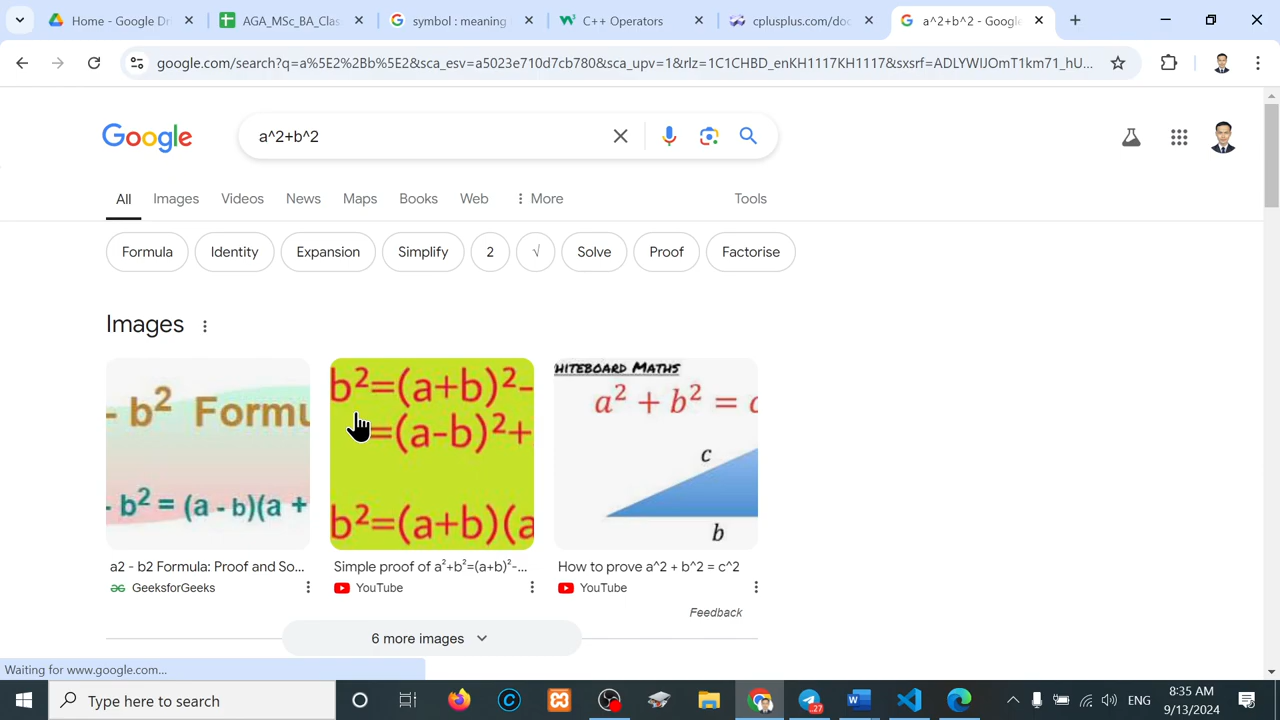 Home - Google Dri
AGA_MSc_BA_Clas
symbol : meaning
C++ Operators
cplusplus.com/doc
a^2+b^2 - Google
google.com/search?q=a%5E2%2Bb%5E2&sca_esv=a5023e710d7cb780&sca_upv=1&rlz=1C1CHBD_enKH1117KH1117&sxsrf=ADLYWIJOmT1km71_hU...
Google
a^2+b^2
All
Images
Videos
News
Maps
Books
Web
More
Tools
Formula
Identity
Expansion
Simplify
2
√
Solve
Proof
Factorise
Images
- b² Formu
- b² = (a - b)(a +
b²=(a+b)²-
=(a-b)²+
b²=(a+b)(a
HITEBOARD MATHS
a² + b² = c
c
b
a2 - b2 Formula: Proof and So...
GeeksforGeeks
Simple proof of a²+b²=(a+b)²-...
YouTube
How to prove a^2 + b^2 = c^2
YouTube
Feedback
6 more images
Waiting for www.google.com...
Type here to search
27
ENG
8:35 AM
9/13/2024